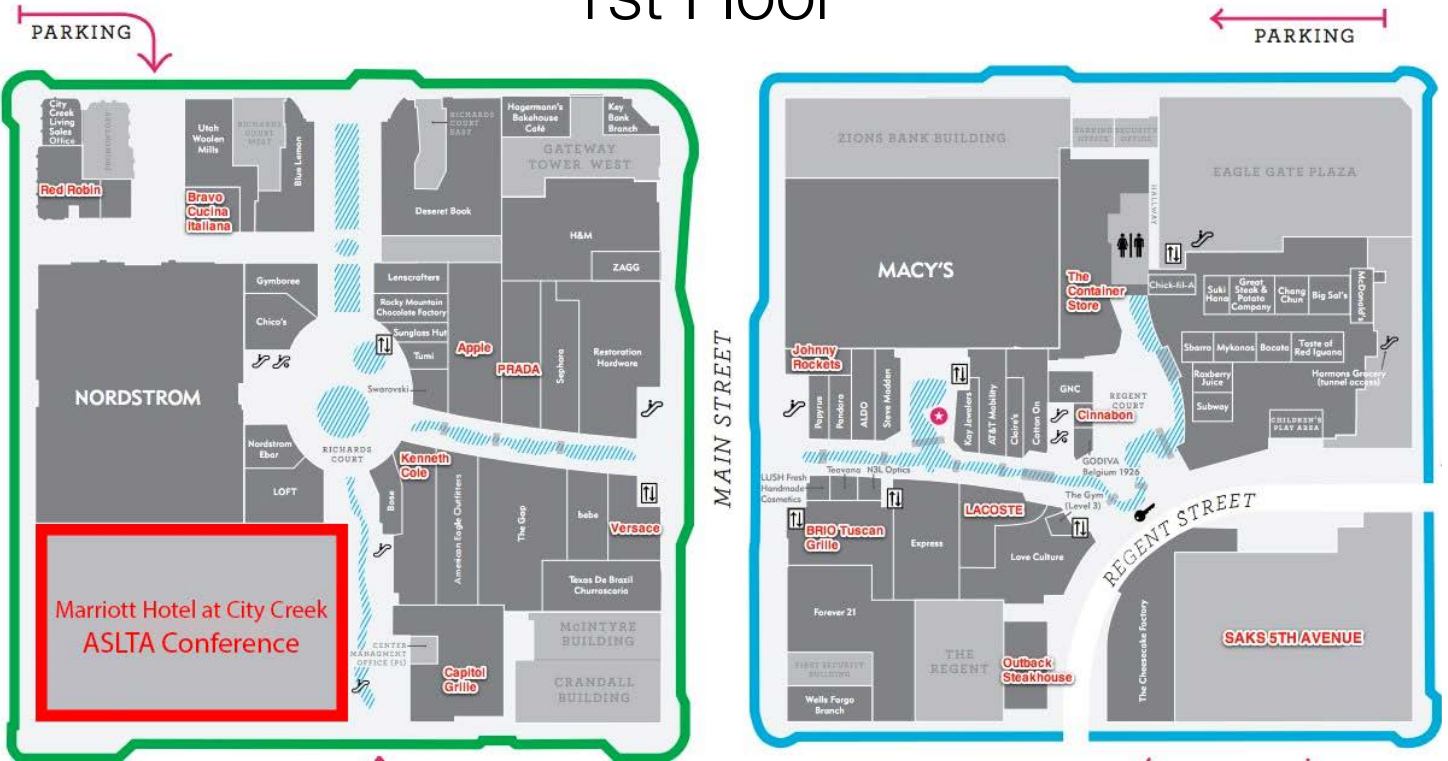 1st Floor
PARKING
PARKING
City
Creek
Living
Sales
Office
PROMONTORY
Red Robin
Utah
Woolen
Mills
RICHARDS
COURT
WEST
Blue Lemon
Bravo
Cucina
Italiana
RICHARDS
COURT
EAST
Deseret Book
Hagermann's
Bakehouse
Café
Key
Bank
Branch
GATEWAY
TOWER WEST
H&M
ZAGG
NORDSTROM
Gymboree
Chico's
Lenscrafters
Rocky Mountain
Chocolate Factory
Sunglass Hut
Tumi
Swarovski
Apple
PRADA
Sephora
Restoration
Hardware
Nordstrom
Ebar
LOFT
RICHARDS
COURT
Kenneth
Cole
Bose
American Eagle Outfitters
The Gap
bebe
Versace
Texas De Brazil
Churrascaria
Marriott Hotel at City Creek
ASLTA Conference
CENTER
MANAGMENT
OFFICE (P1)
Capitol
Grille
McINTYRE
BUILDING
CRANDALL
BUILDING
MAIN STREET
ZIONS BANK BUILDING
PARKING
OFFICE
SECURITY
OFFICE
HALLWAY
EAGLE GATE PLAZA
MACY'S
The
Container
Store
Chick-fil-A
Suki
Hana
Great
Steak &
Potato
Company
Chang
Chun
Big Sal's
McDonald's
Sbarro
Mykonos
Bocata
Taste of
Red Iguana
Roxberry
Juice
Subway
Harmons Grocery
(tunnel access)
CHILDREN'S
PLAY AREA
Johnny
Rockets
Papyrus
Pandora
ALDO
Steve Madden
Kay Jewelers
AT&T Mobility
Claire's
Cotton On
GNC
REGENT
COURT
Cinnabon
GODIVA
Belgium 1926
LUSH Fresh
Handmade
Cosmetics
Teavana
N3L Optics
The Gym
(Level 3)
BRIO Tuscan
Grille
Express
LACOSTE
Love Culture
REGENT STREET
Forever 21
FIRST SECURITY
BUILDING
Wells Fargo
Branch
THE
REGENT
Outback
Steakhouse
The Cheesecake Factory
SAKS 5TH AVENUE